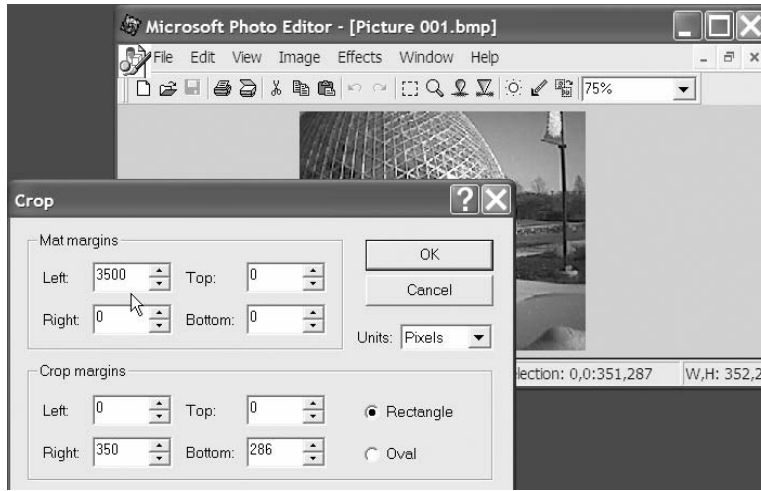 Microsoft Photo Editor - [Picture 001.bmp]
File Edit View Image Effects Window Help
75%
Crop
Mat margins
Left: 3500 Top: 0
Right: 0 Bottom: 0
OK
Cancel
Units: Pixels
lection: 0,0:351,287 W,H: 352,2
Crop margins
Left: 0 Top: 0
Rectangle
Right: 350 Bottom: 286
Oval